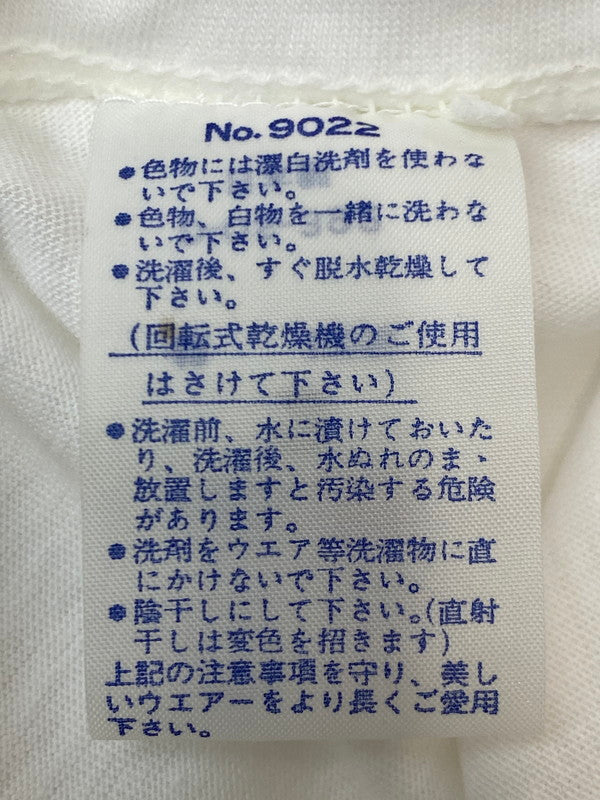 No.9022
●色物には漂白洗剤を使わな
いで下さい。
●色物、白物を一緒に洗わな
いで下さい。
●洗濯後、すぐ脱水乾燥して
下さい。
(回転式乾燥機のご使用
はさけて下さい)
●洗濯前、水に漬けておいた
り、洗濯後、水ぬれのまゝ
放置しますと汚染する危険
があります。
●洗剤をウエア等洗濯物に直
にかけないで下さい。
●陰干しにして下さい。(直射
干しは変色を招きます)
上記の注意事項を守り、美し
いウエアーをより長くご愛用
下さい。